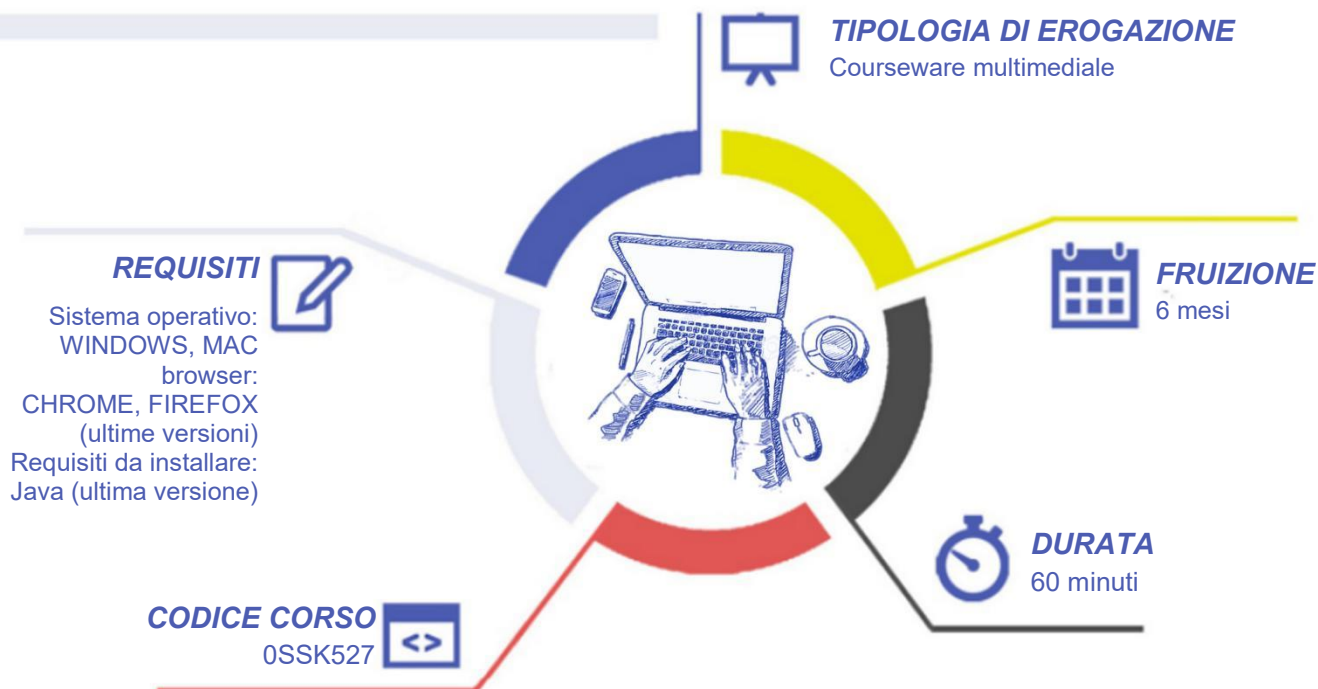 TIPOLOGIA DI EROGAZIONE
Courseware multimediale
REQUISITI
Sistema operativo:
WINDOWS, MAC
browser:
CHROME, FIREFOX
(ultime versioni)
Requisiti da installare:
Java (ultima versione)
FRUIZIONE
6 mesi
DURATA
60 minuti
CODICE CORSO
0SSK527